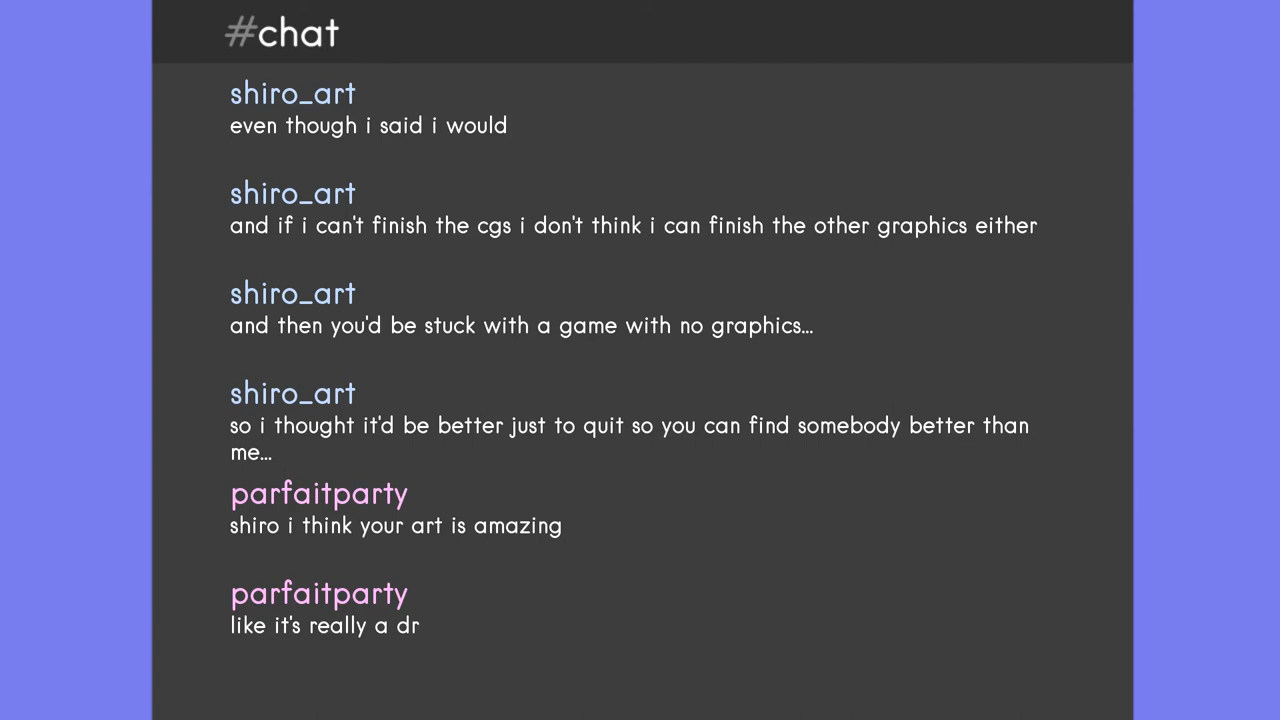 #chat
shiro_art
even though i said i would
shiro_art
and if i can't finish the cgs i don't think i can finish the other graphics either
shiro_art
and then you'd be stuck with a game with no graphics...
shiro_art
so i thought it'd be better just to quit so you can find somebody better than
me...
parfaitparty
shiro i think your art is amazing
parfaitparty
like it's really a dr